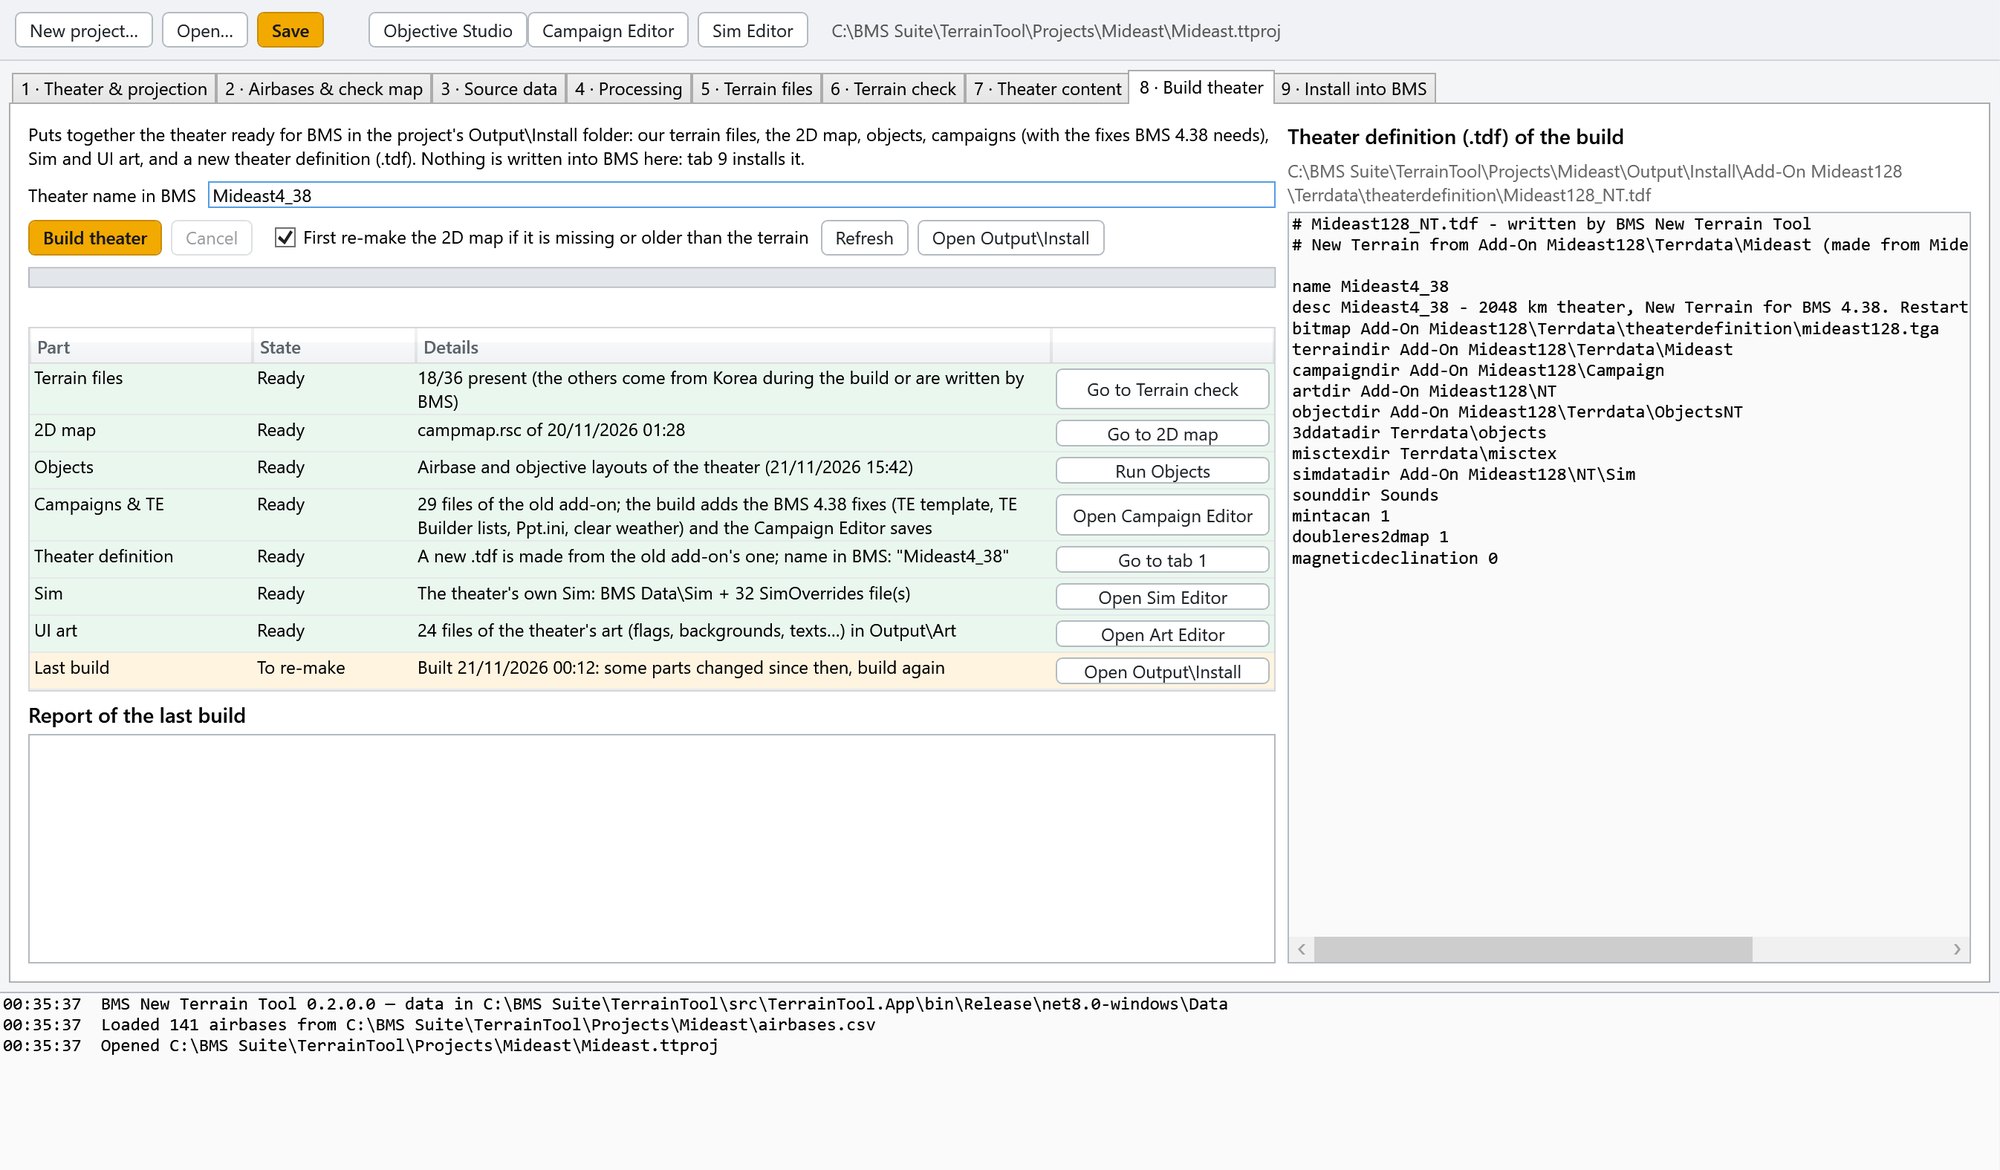 New project... Open... Save Objective Studio Campaign Editor Sim Editor C:\BMS Suite\TerrainTool\Projects\Mideast\Mideast.ttproj
1 · Theater & projection 2 · Airbases & check map 3 · Source data 4 · Processing 5 · Terrain files 6 · Terrain check 7 · Theater content 8 · Build theater 9 · Install into BMS
Puts together the theater ready for BMS in the project's Output\Install folder: our terrain files, the 2D map, objects, campaigns (with the fixes BMS 4.38 needs),
Sim and UI art, and a new theater definition (.tdf). Nothing is written into BMS here: tab 9 installs it.
Theater name in BMS Mideast4_38
Build theater Cancel First re-make the 2D map if it is missing or older than the terrain Refresh Open Output\Install
Part State Details
Terrain files Ready 18/36 present (the others come from Korea during the build or are written by
BMS) Go to Terrain check
2D map Ready campmap.rsc of 20/11/2026 01:28 Go to 2D map
Objects Ready Airbase and objective layouts of the theater (21/11/2026 15:42) Run Objects
Campaigns & TE Ready 29 files of the old add-on; the build adds the BMS 4.38 fixes (TE template, TE
Builder lists, Ppt.ini, clear weather) and the Campaign Editor saves Open Campaign Editor
Theater definition Ready A new .tdf is made from the old add-on's one; name in BMS: "Mideast4_38" Go to tab 1
Sim Ready The theater's own Sim: BMS Data\Sim + 32 SimOverrides file(s) Open Sim Editor
UI art Ready 24 files of the theater's art (flags, backgrounds, texts...) in Output\Art Open Art Editor
Last build To re-make Built 21/11/2026 00:12: some parts changed since then, build again Open Output\Install
Report of the last build
Theater definition (.tdf) of the build
C:\BMS Suite\TerrainTool\Projects\Mideast\Output\Install\Add-On Mideast128
\Terrdata\theaterdefinition\Mideast128_NT.tdf
# Mideast128_NT.tdf - written by BMS New Terrain Tool
# New Terrain from Add-On Mideast128\Terrdata\Mideast (made from Mide
name Mideast4_38
desc Mideast4_38 - 2048 km theater, New Terrain for BMS 4.38. Restart
bitmap Add-On Mideast128\Terrdata\theaterdefinition\mideast128.tga
terraindir Add-On Mideast128\Terrdata\Mideast
campaigndir Add-On Mideast128\Campaign
artdir Add-On Mideast128\NT
objectdir Add-On Mideast128\Terrdata\ObjectsNT
3ddatadir Terrdata\objects
misctexdir Terrdata\misctex
simdatadir Add-On Mideast128\NT\Sim
sounddir Sounds
mintacan 1
doubleres2dmap 1
magneticdeclination 0
00:35:37 BMS New Terrain Tool 0.2.0.0 — data in C:\BMS Suite\TerrainTool\src\TerrainTool.App\bin\Release\net8.0-windows\Data
00:35:37 Loaded 141 airbases from C:\BMS Suite\TerrainTool\Projects\Mideast\airbases.csv
00:35:37 Opened C:\BMS Suite\TerrainTool\Projects\Mideast\Mideast.ttproj